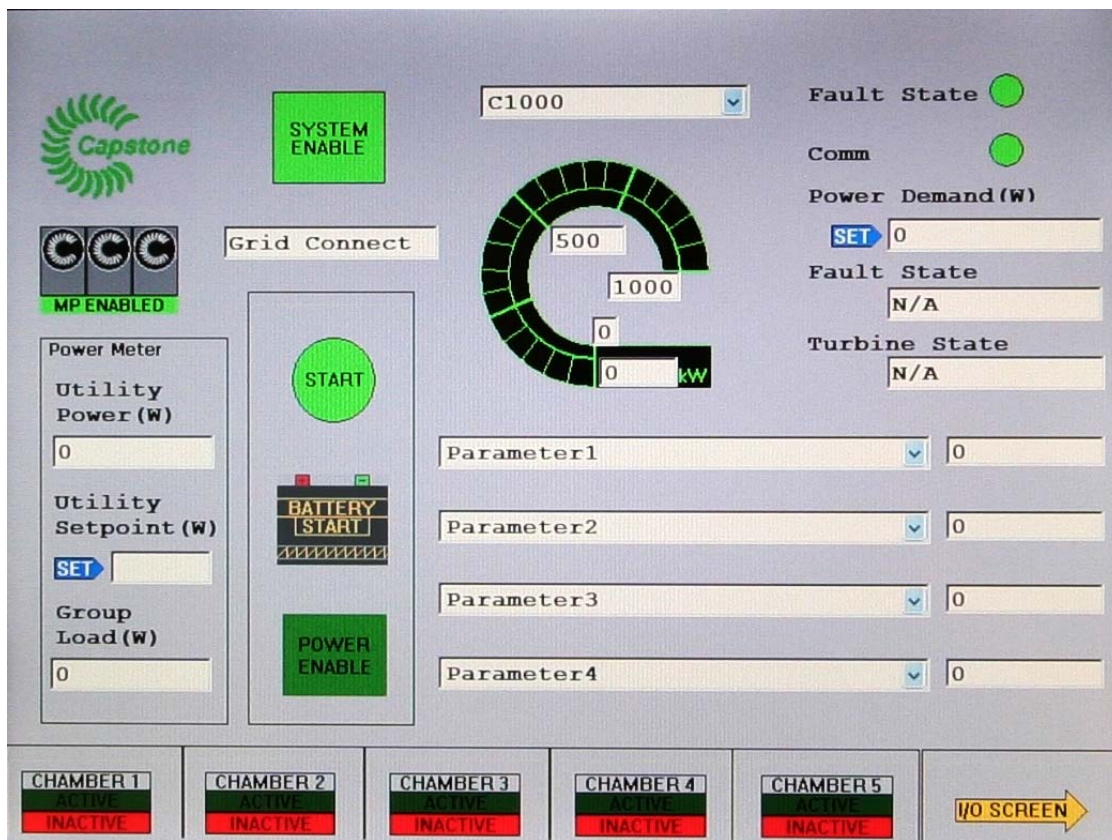 Capstone
SYSTEM
ENABLE
C1000
Fault State
Comm
Power Demand(W)
SET 0
Fault State
N/A
Turbine State
N/A
MP ENABLED
Grid Connect
500
1000
0
0 kW
Power Meter
Utility
Power(W)
0
Utility
Setpoint(W)
SET
Group
Load(W)
0
START
+ -
BATTERY
START
POWER
ENABLE
Parameter1 0
Parameter2 0
Parameter3 0
Parameter4 0
CHAMBER 1
ACTIVE
INACTIVE
CHAMBER 2
ACTIVE
INACTIVE
CHAMBER 3
ACTIVE
INACTIVE
CHAMBER 4
ACTIVE
INACTIVE
CHAMBER 5
ACTIVE
INACTIVE
I/O SCREEN